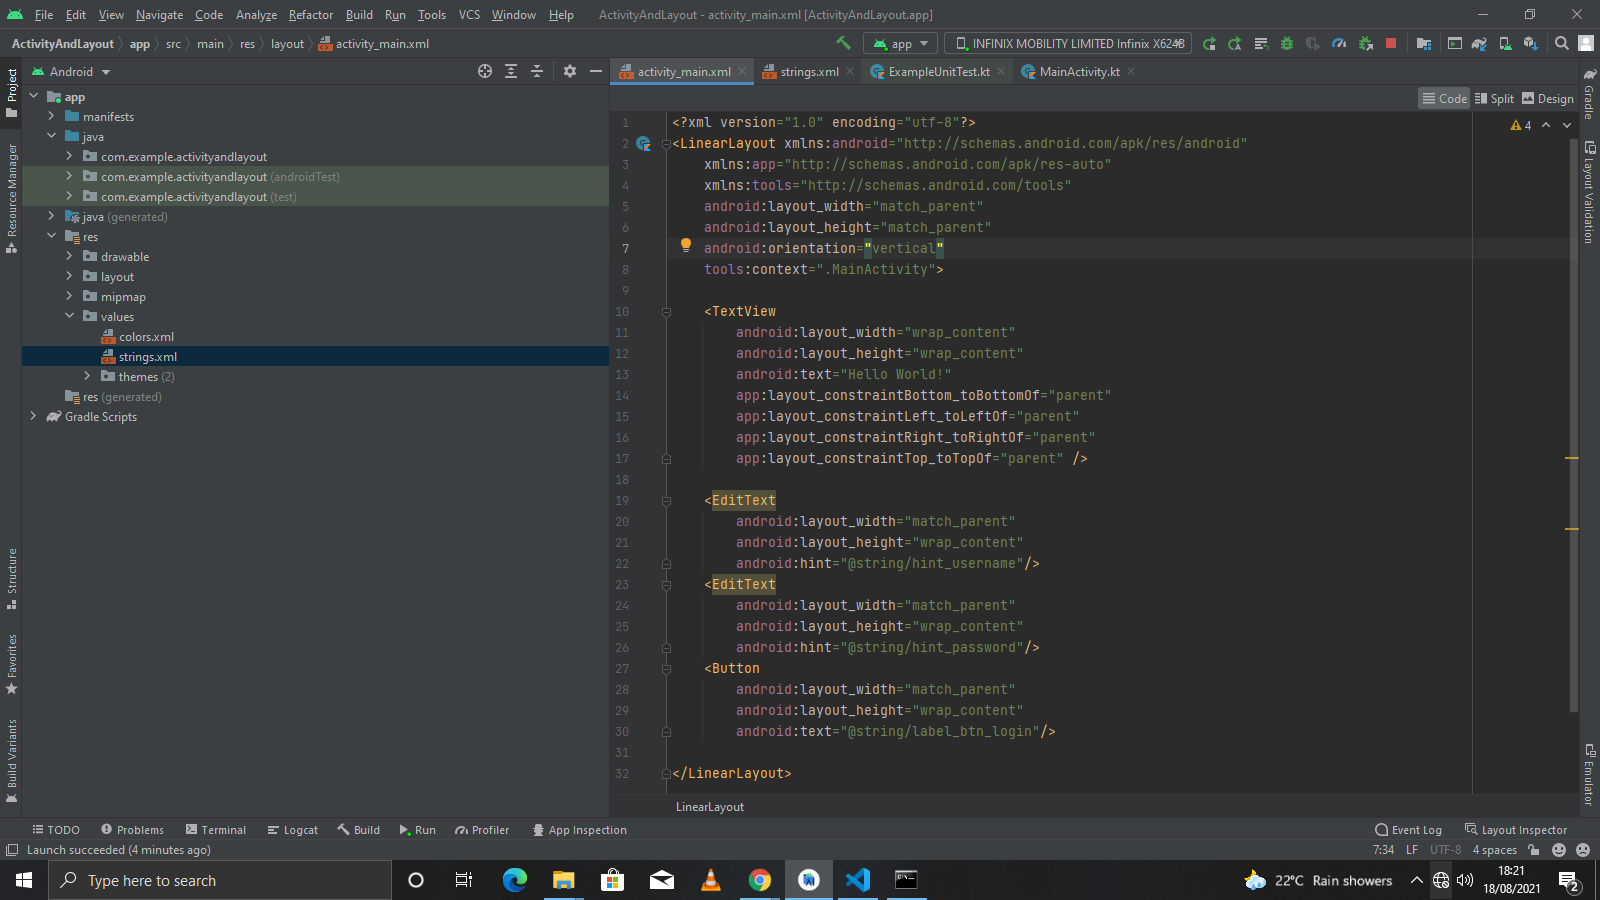 File Edit View Navigate Code Analyze Refactor Build Run Tools VCS Window Help ActivityAndLayout - activity_main.xml [ActivityAndLayout.app]
ActivityAndLayout app src main res layout activity_main.xml app INFINIX MOBILITY LIMITED Infinix X624B
Android activity_main.xml strings.xml ExampleUnitTest.kt MainActivity.kt
Code Split Design
Project
Resource Manager
Structure
Favorites
Build Variants
app
manifests
java
com.example.activityandlayout
com.example.activityandlayout (androidTest)
com.example.activityandlayout (test)
java (generated)
res
drawable
layout
mipmap
values
colors.xml
strings.xml
themes (2)
res (generated)
Gradle Scripts
4
1 <?xml version="1.0" encoding="utf-8"?>
2 <LinearLayout xmlns:android="http://schemas.android.com/apk/res/android"
3 xmlns:app="http://schemas.android.com/apk/res-auto"
4 xmlns:tools="http://schemas.android.com/tools"
5 android:layout_width="match_parent"
6 android:layout_height="match_parent"
7 android:orientation="vertical"
8 tools:context=".MainActivity">
9
10 <TextView
11 android:layout_width="wrap_content"
12 android:layout_height="wrap_content"
13 android:text="Hello World!"
14 app:layout_constraintBottom_toBottomOf="parent"
15 app:layout_constraintLeft_toLeftOf="parent"
16 app:layout_constraintRight_toRightOf="parent"
17 app:layout_constraintTop_toTopOf="parent" />
18
19 <EditText
20 android:layout_width="match_parent"
21 android:layout_height="wrap_content"
22 android:hint="@string/hint_username"/>
23 <EditText
24 android:layout_width="match_parent"
25 android:layout_height="wrap_content"
26 android:hint="@string/hint_password"/>
27 <Button
28 android:layout_width="match_parent"
29 android:layout_height="wrap_content"
30 android:text="@string/label_btn_login"/>
31
32 </LinearLayout>
LinearLayout
Gradle
Layout Validation
Emulator
TODO Problems Terminal Logcat Build Run Profiler App Inspection Event Log Layout Inspector
Launch succeeded (4 minutes ago) 7:34 LF UTF-8 4 spaces
Type here to search 22°C Rain showers 18:21
18/08/2021
2